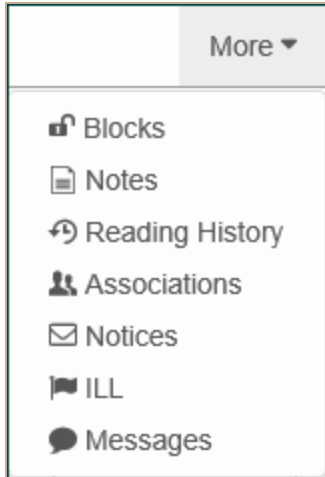 More
Blocks
Notes
Reading History
Associations
Notices
ILL
Messages